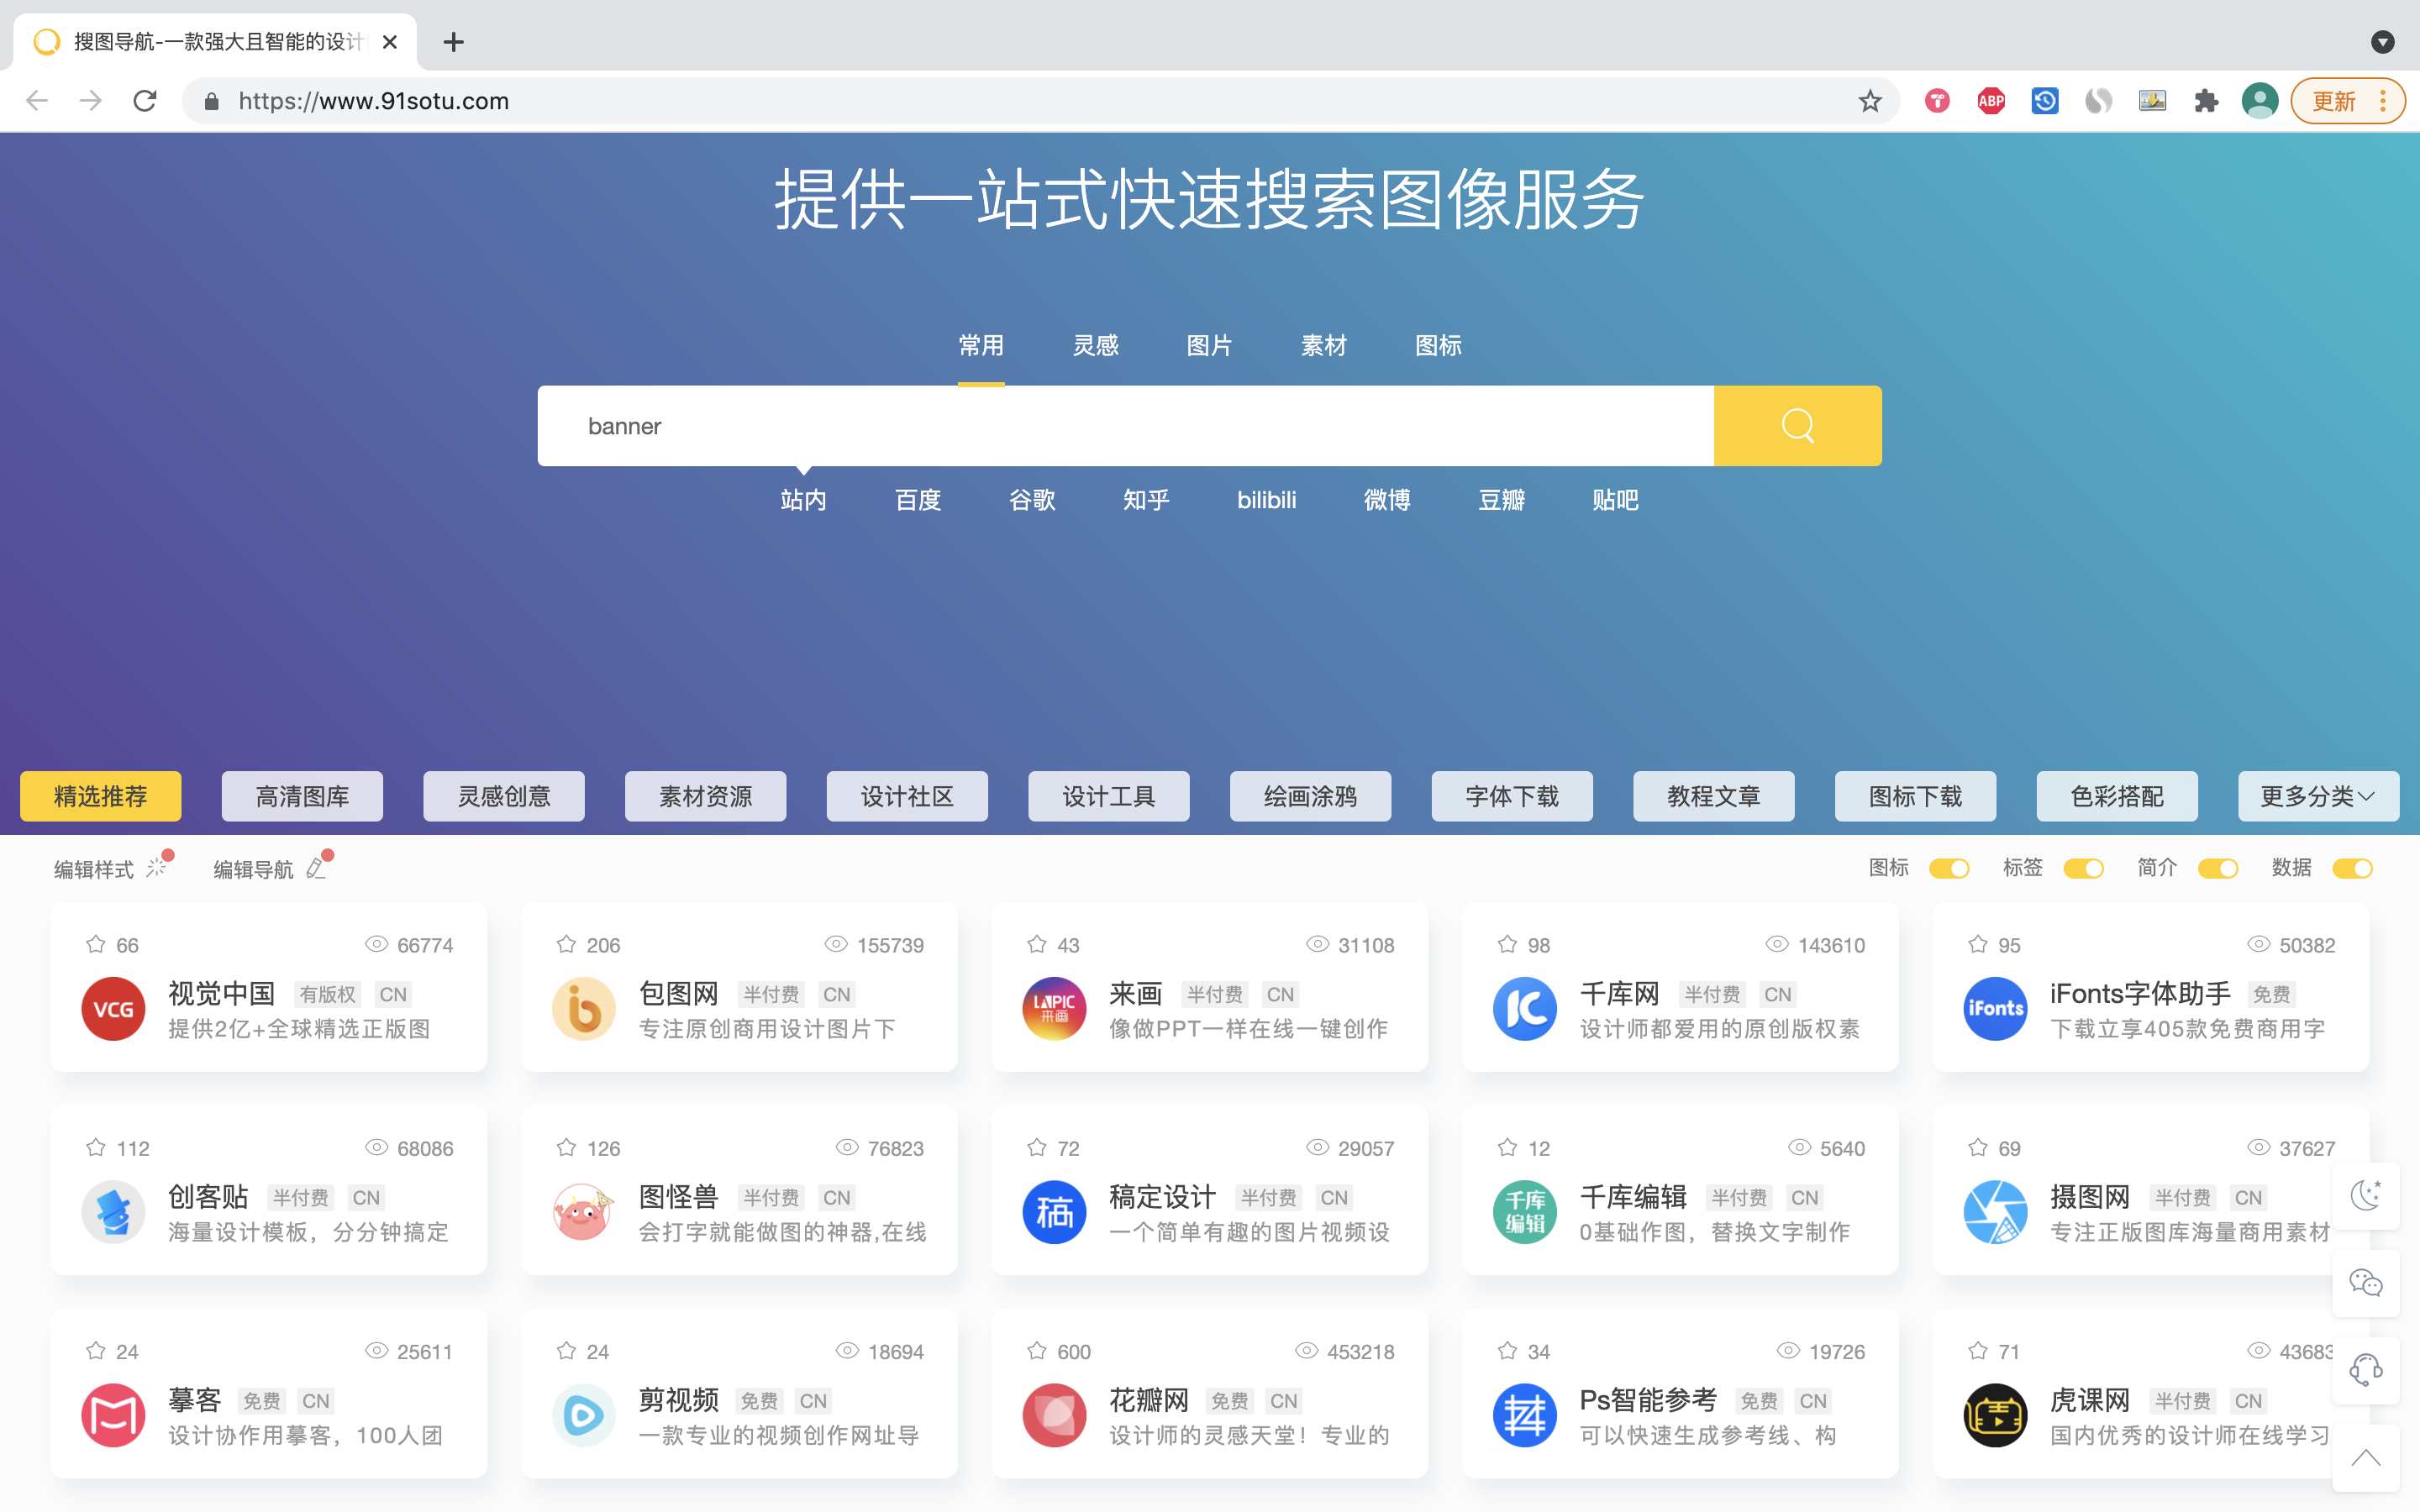 搜图导航-一款强大且智能的设计
https://www.91sotu.com
ABP
更新
提供一站式快速搜索图像服务
常用 灵感 图片 素材 图标
banner
站内 百度 谷歌 知乎 bilibili 微博 豆瓣 贴吧
精选推荐 高清图库 灵感创意 素材资源 设计社区 设计工具 绘画涂鸦 字体下载 教程文章 图标下载 色彩搭配 更多分类
编辑样式 编辑导航 图标 标签 简介 数据
66 66774
VCG 视觉中国 有版权 CN
提供2亿+全球精选正版图
206 155739
包图网 半付费 CN
专注原创商用设计图片下
43 31108
LAPIC 来画 来画 半付费 CN
像做PPT一样在线一键创作
98 143610
千库网 半付费 CN
设计师都爱用的原创版权素
95 50382
iFonts iFonts字体助手 免费
下载立享405款免费商用字
112 68086
创客贴 半付费 CN
海量设计模板，分分钟搞定
126 76823
图怪兽 半付费 CN
会打字就能做图的神器,在线
72 29057
稿 稿定设计 半付费 CN
一个简单有趣的图片视频设
12 5640
千库编辑 千库编辑 半付费 CN
0基础作图，替换文字制作
69 37627
摄图网 半付费 CN
专注正版图库海量商用素材
24 25611
摹客 免费 CN
设计协作用摹客，100人团
24 18694
剪视频 免费 CN
一款专业的视频创作网址导
600 453218
花瓣网 免费 CN
设计师的灵感天堂！专业的
34 19726
Ps智能参考 免费 CN
可以快速生成参考线、构
71 43683
虎课网 半付费 CN
国内优秀的设计师在线学习